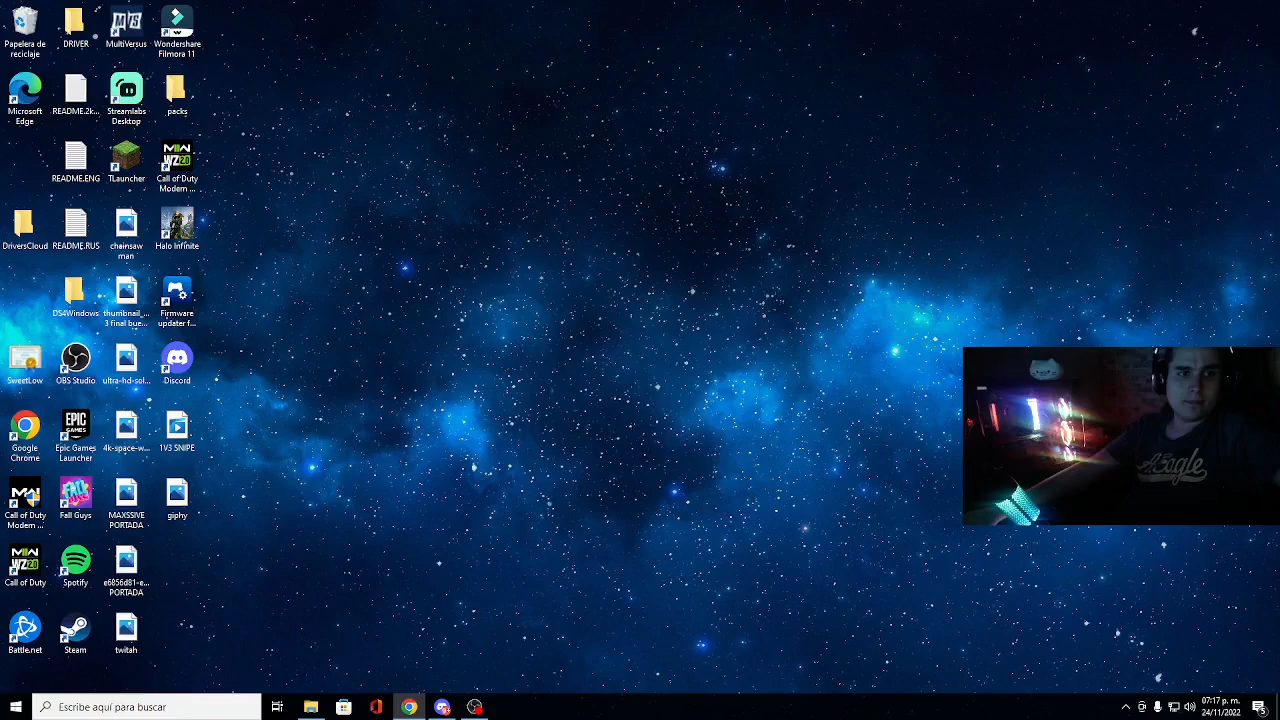 Papelera de
reciclaje
DRIVER
MultiVersus
Wondershare
Filmora 11
Microsoft
Edge
README.2k...
Streamlabs
Desktop
packs
README.ENG
TLauncher
Call of Duty
Modern ...
DriversCloud
README.RUS
chainsaw
man
Halo Infinite
DS4Windows
thumbnail_...
3 final bue...
Firmware
updater f...
SweetLow
OBS Studio
ultra-hd-sol...
Discord
Google
Chrome
EPIC
GAMES
Epic Games
Launcher
4k-space-w...
1V3 SNIPE
Call of Duty
Modern ...
Fall Guys
MAXSSIVE
PORTADA
giphy
Call of Duty
Spotify
e6856d81-e...
PORTADA
Battle.net
Steam
twitah
Escribe aquí para buscar
07:17 p. m.
24/11/2022